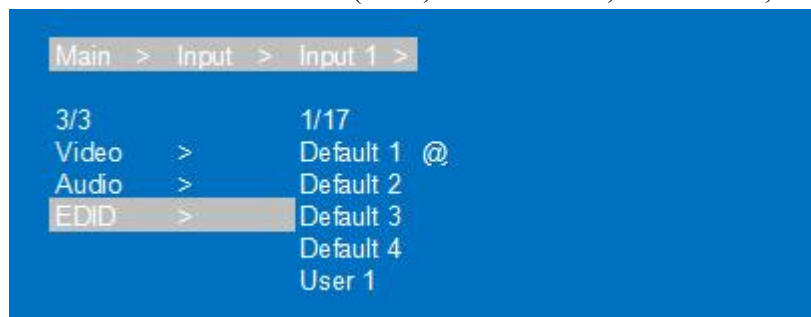 Main > Input > Input 1 >
3/3 1/17
Video > Default 1 @
Audio > Default 2
EDID > Default 3
Default 4
User 1